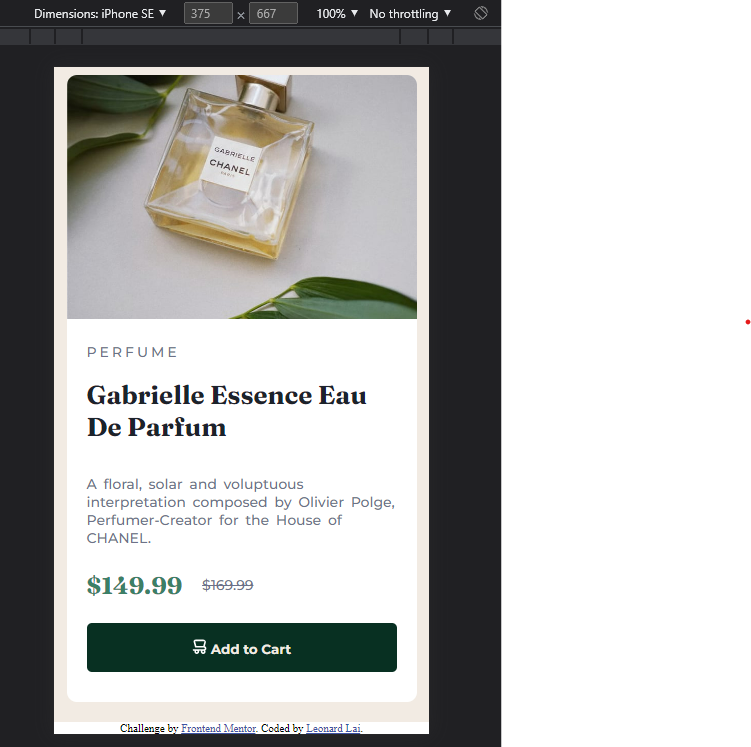 Dimensions: iPhone SE ▼ 375 × 667 100% ▼ No throttling ▼
GABRIELLE
CHANEL
PARIS
PERFUME
Gabrielle Essence Eau
De Parfum
A floral, solar and voluptuous
interpretation composed by Olivier Polge,
Perfumer-Creator for the House of
CHANEL.
$149.99 $169.99
Add to Cart
Challenge by Frontend Mentor. Coded by Leonard Lai.